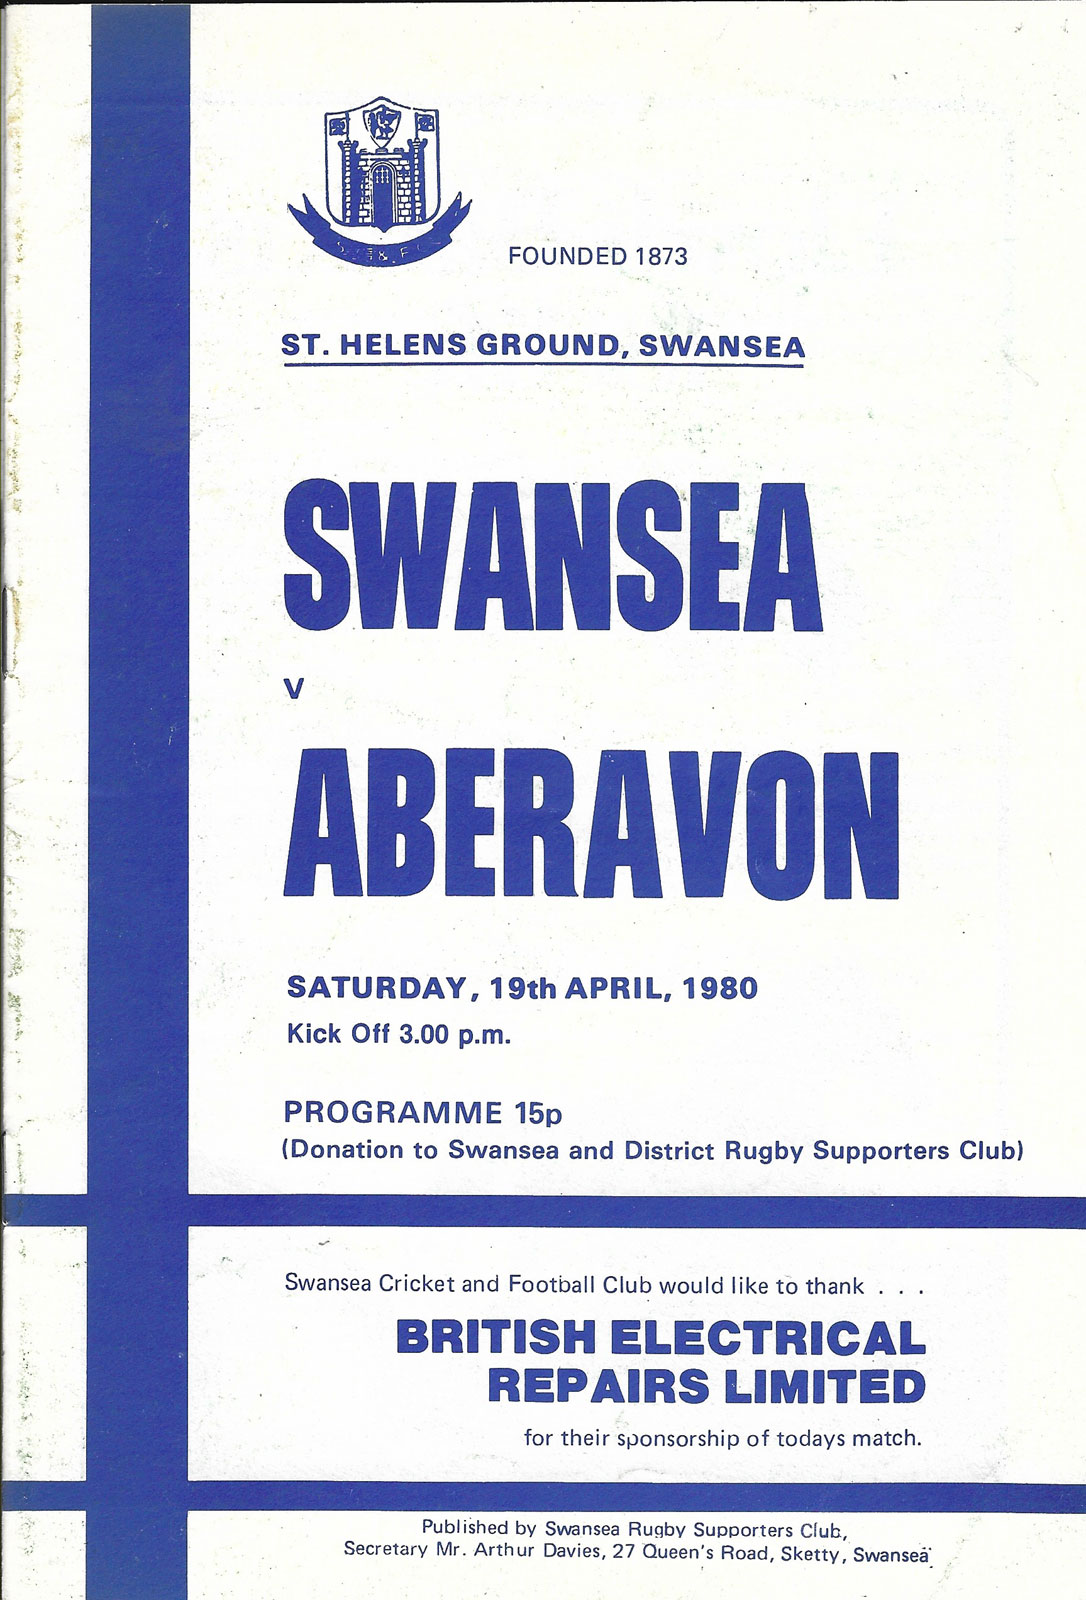 FOUNDED 1873
ST. HELENS GROUND, SWANSEA
SWANSEA
v
ABERAVON
SATURDAY, 19th APRIL, 1980
Kick Off 3.00 p.m.
PROGRAMME 15p
(Donation to Swansea and District Rugby Supporters Club)
Swansea Cricket and Football Club would like to thank . . .
BRITISH ELECTRICAL
REPAIRS LIMITED
for their sponsorship of todays match.
Published by Swansea Rugby Supporters Club,
Secretary Mr. Arthur Davies, 27 Queen's Road, Sketty, Swansea